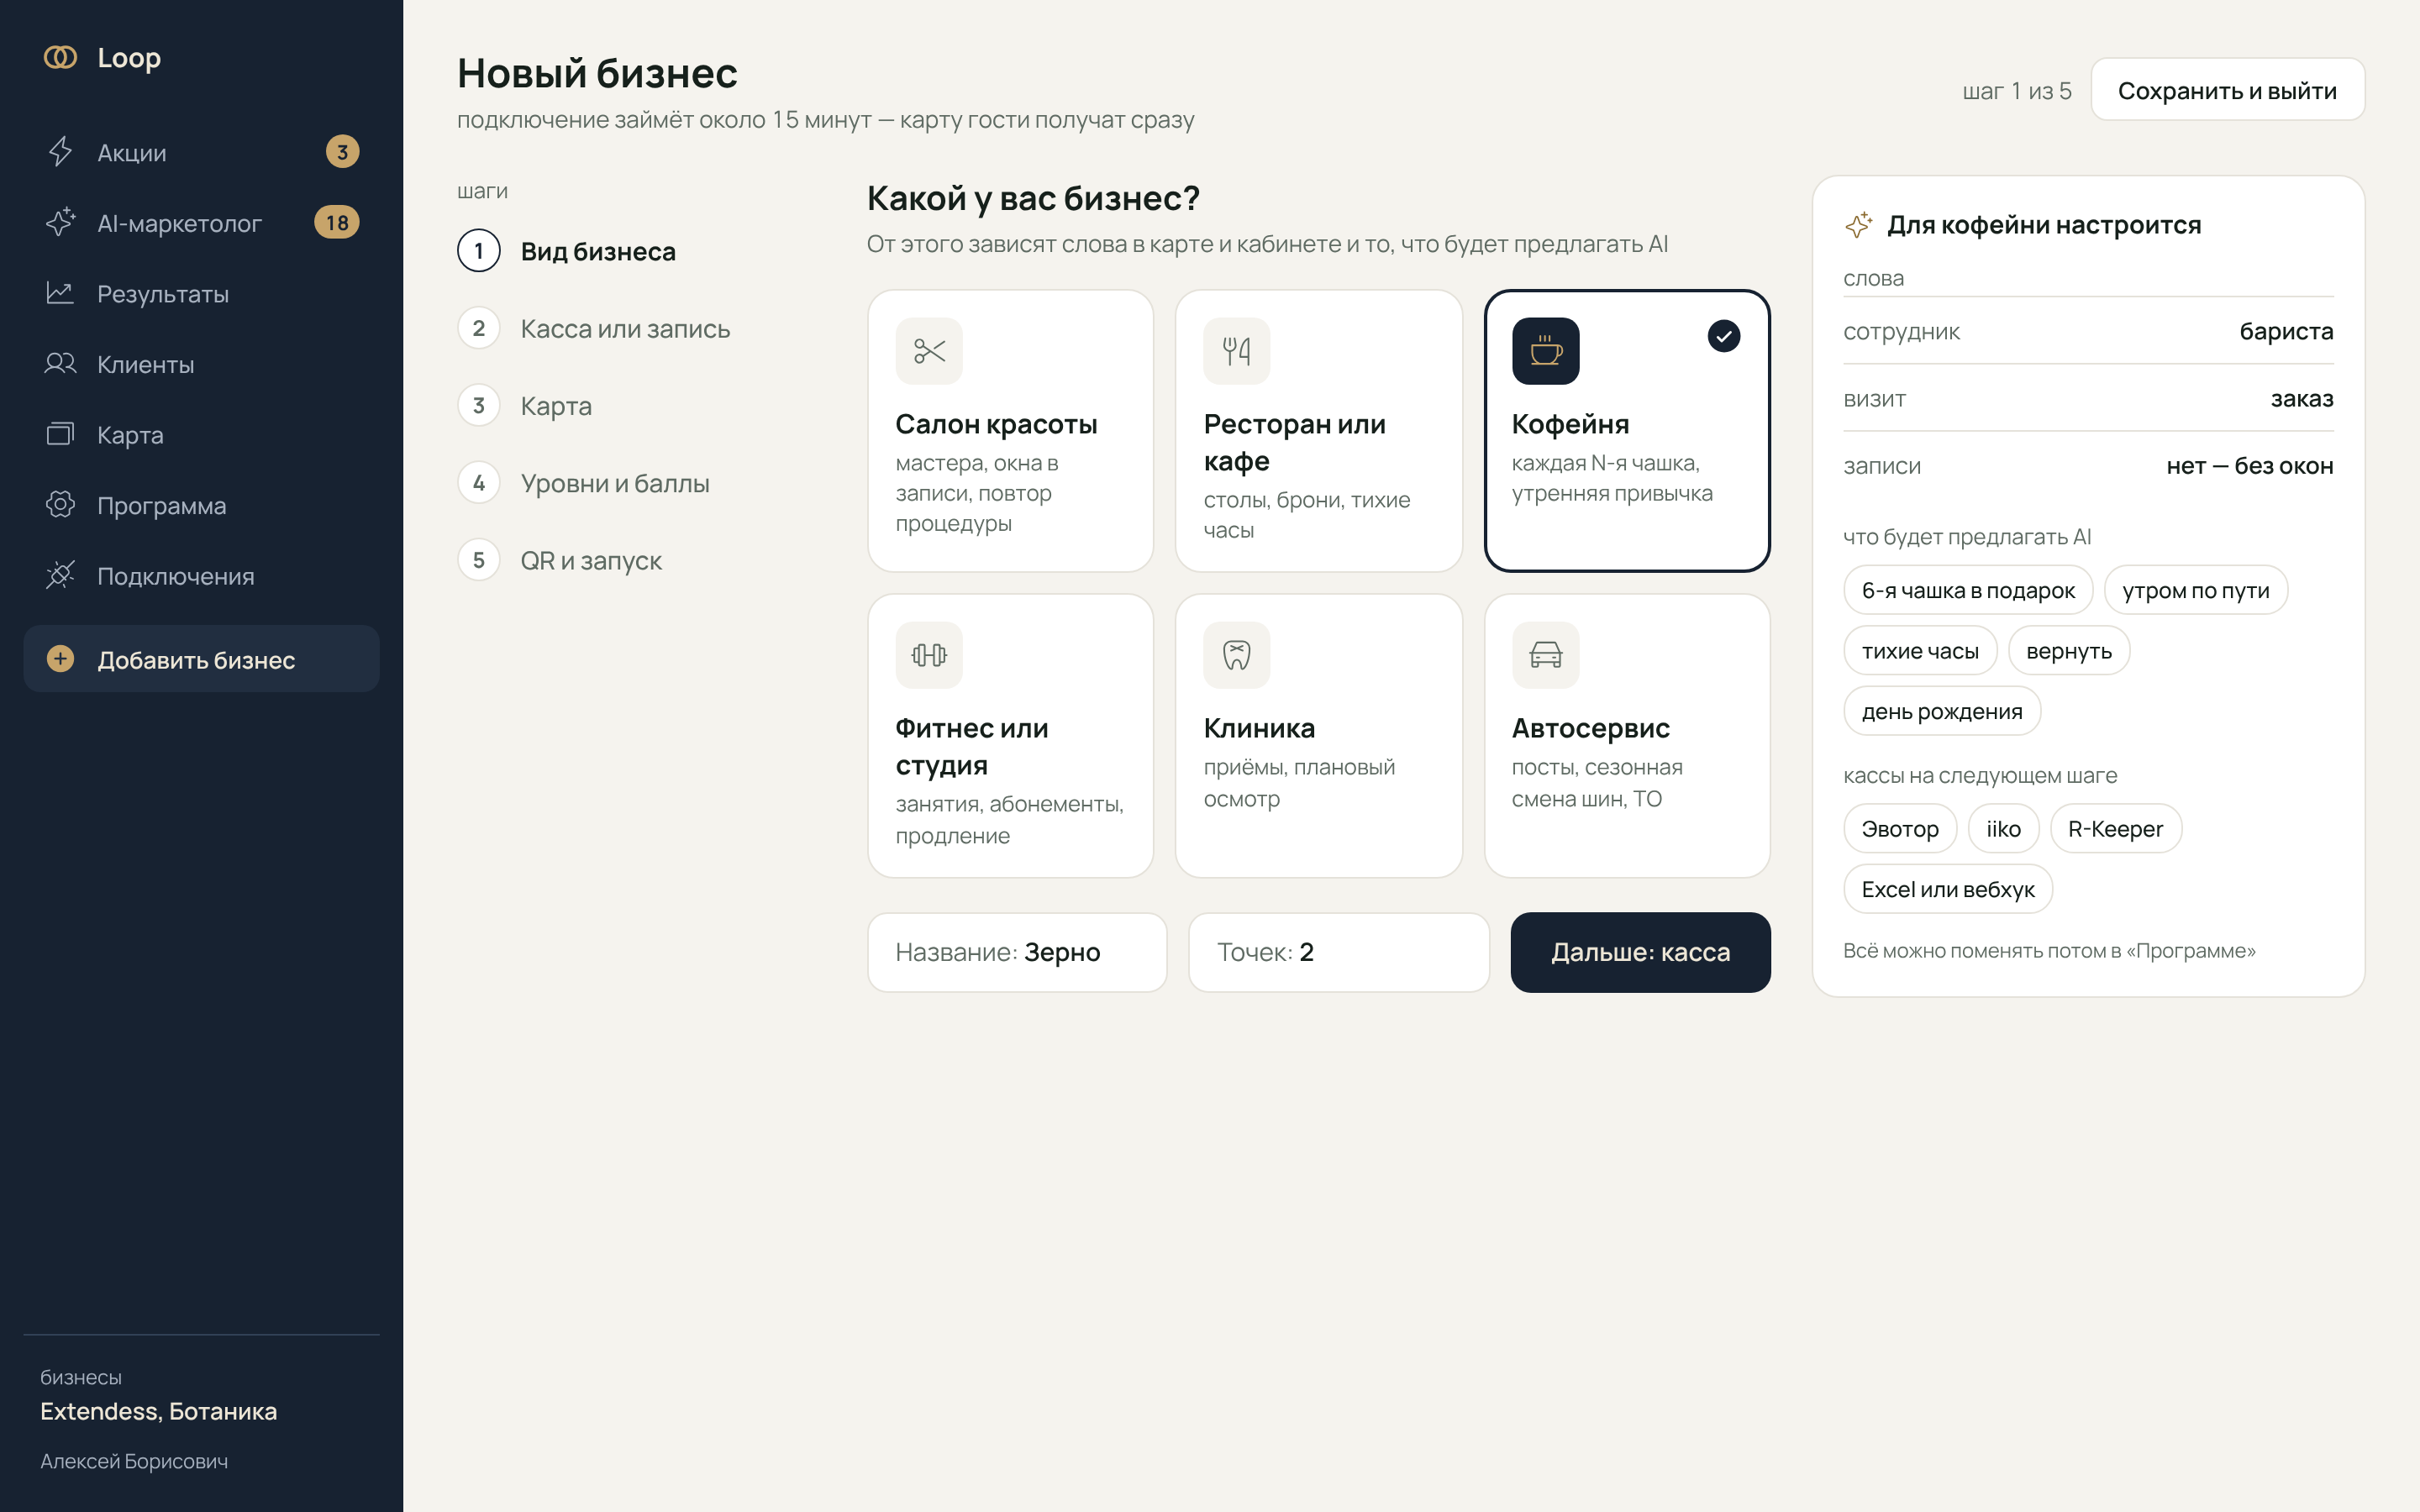 Loop
Акции 3
AI-маркетолог 18
Результаты
Клиенты
Карта
Программа
Подключения
Добавить бизнес
бизнесы
Extendess, Ботаника
Алексей Борисович
Новый бизнес
подключение займёт около 15 минут — карту гости получат сразу
шаг 1 из 5
Сохранить и выйти
шаги
1 Вид бизнеса
2 Касса или запись
3 Карта
4 Уровни и баллы
5 QR и запуск
Какой у вас бизнес?
От этого зависят слова в карте и кабинете и то, что будет предлагать AI
Салон красоты
мастера, окна в
записи, повтор
процедуры
Ресторан или
кафе
столы, брони, тихие
часы
Кофейня
каждая N-я чашка,
утренняя привычка
Фитнес или
студия
занятия, абонементы,
продление
Клиника
приёмы, плановый
осмотр
Автосервис
посты, сезонная
смена шин, ТО
Название: Зерно
Точек: 2
Дальше: касса
Для кофейни настроится
слова
сотрудник бариста
визит заказ
записи нет — без окон
что будет предлагать AI
6-я чашка в подарок
утром по пути
тихие часы
вернуть
день рождения
кассы на следующем шаге
Эвотор
iiko
R-Keeper
Excel или вебхук
Всё можно поменять потом в «Программе»